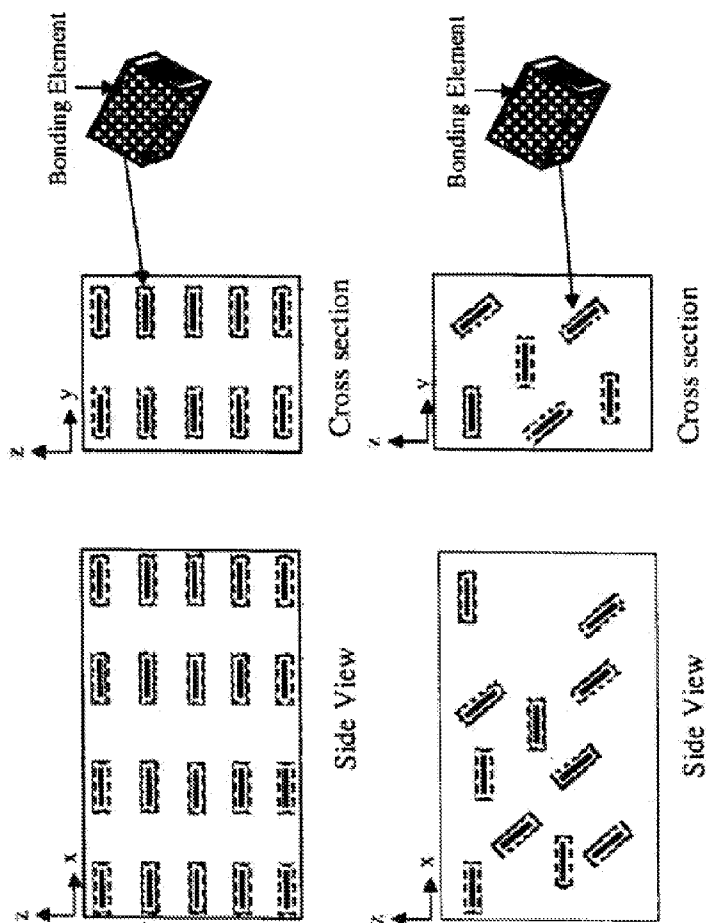 Bonding Element
z
x
z
y
Side View
Cross section
Bonding Element
z
x
z
y
Side View
Cross section